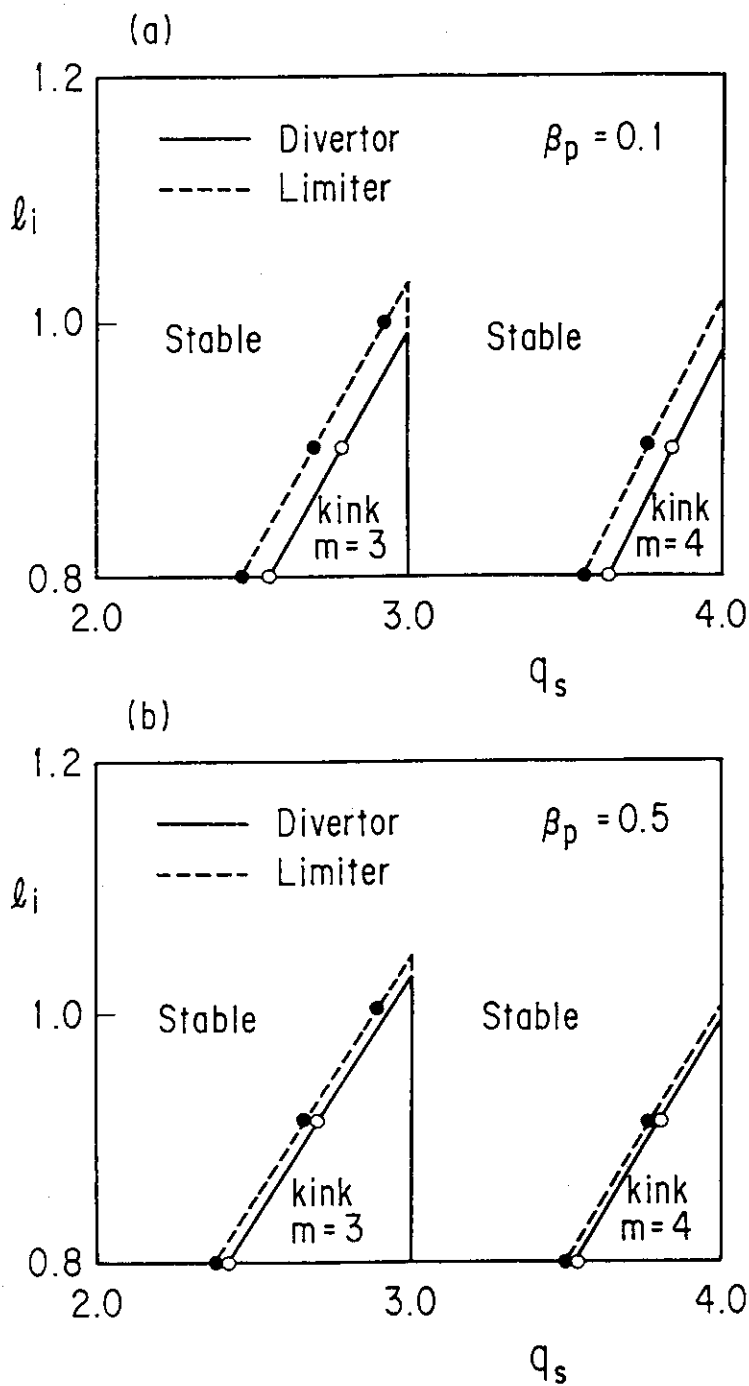 (a)
1.2
Divertor
βp = 0.1
Limiter
ℓi
1.0
Stable
Stable
kink
m=3
kink
m=4
0.8
2.0
3.0
4.0
qs
(b)
1.2
Divertor
βp = 0.5
Limiter
ℓi
1.0
Stable
Stable
kink
m=3
kink
m=4
0.8
2.0
3.0
4.0
qs